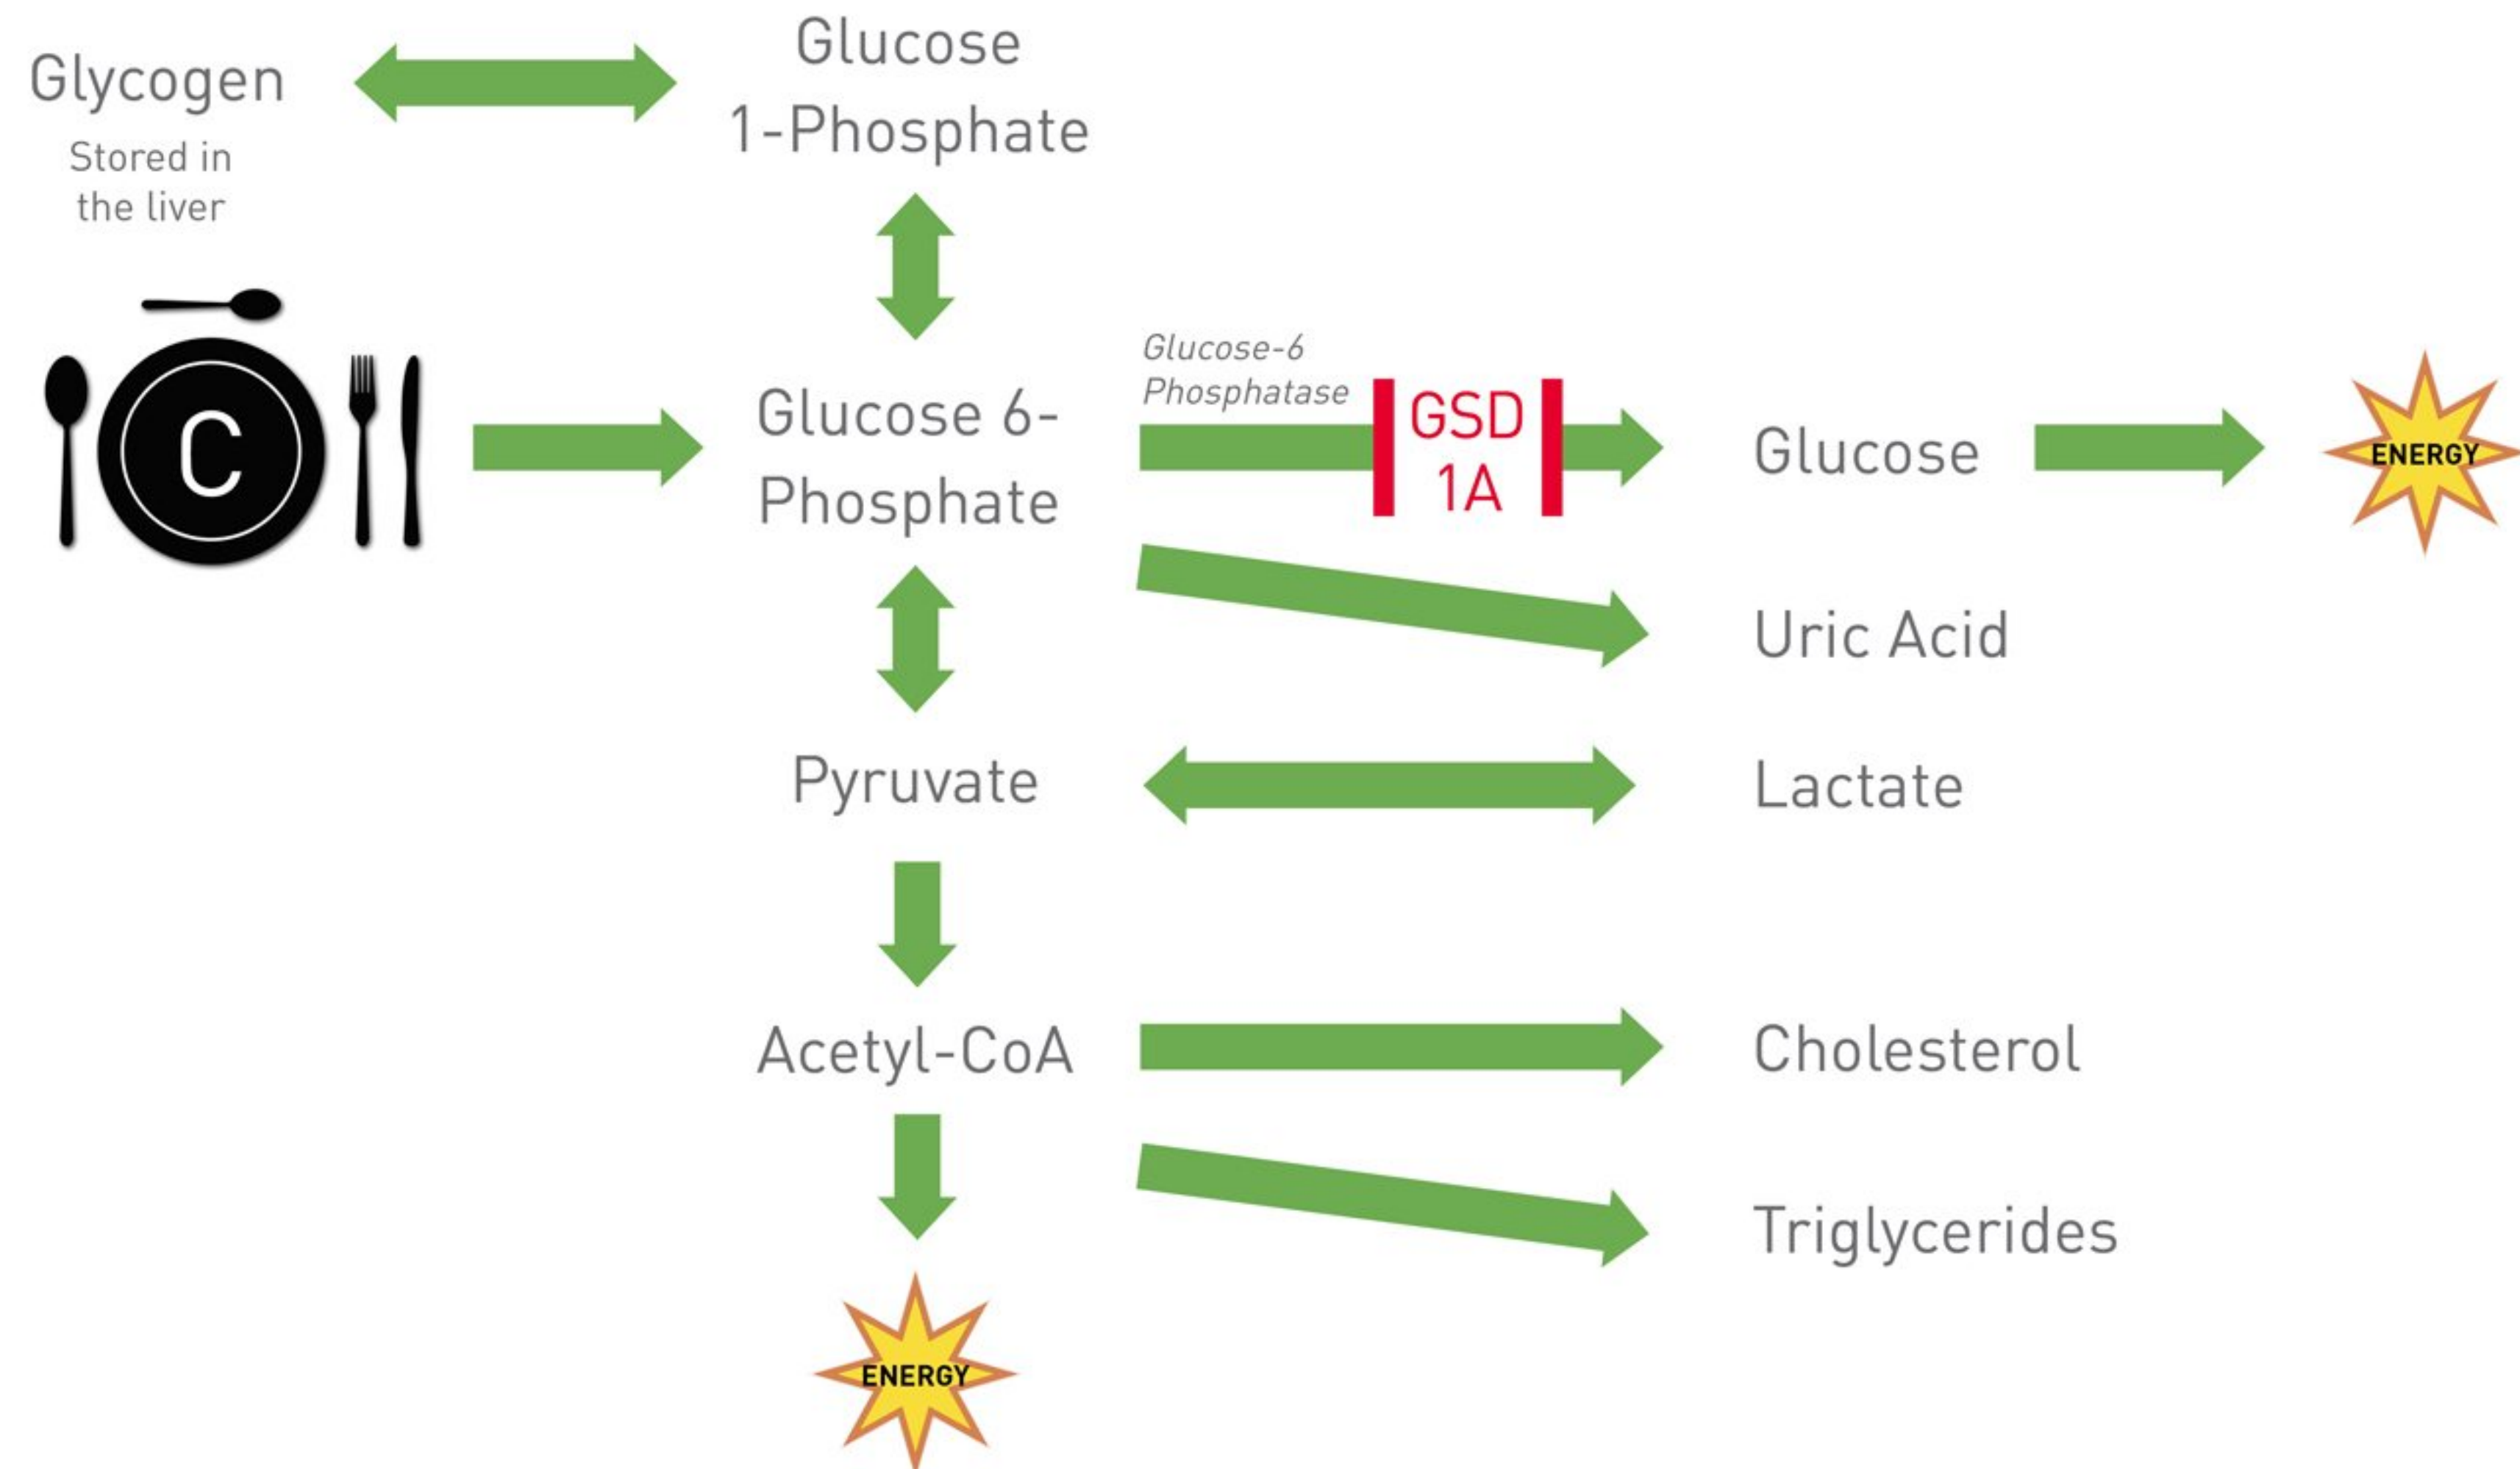 Glycogen
Stored in
the liver
Glucose
1-Phosphate
C
Glucose 6-
Phosphate
Glucose-6
Phosphatase
GSD
1A
Glucose
ENERGY
Uric Acid
Pyruvate
Lactate
Acetyl-CoA
Cholesterol
Triglycerides
ENERGY